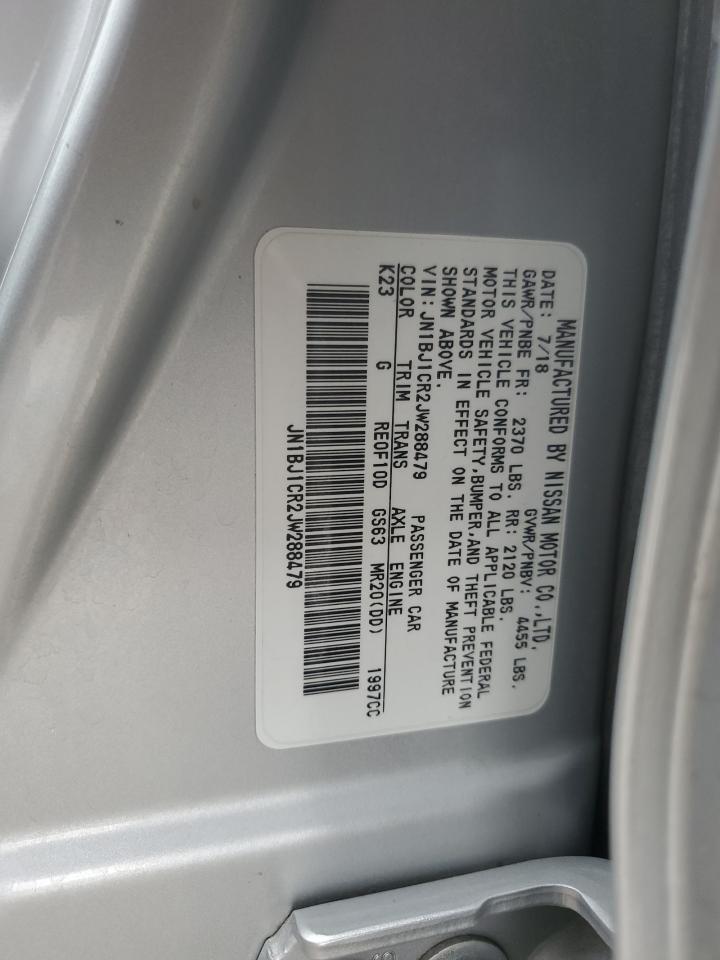 MANUFACTURED BY NISSAN MOTOR CO.,LTD.
DATE: 7/18 GVWR/PNBV: 4455 LBS.
GAWR/PNBE FR: 2370 LBS. RR: 2120 LBS.
THIS VEHICLE CONFORMS TO ALL APPLICABLE FEDERAL
MOTOR VEHICLE SAFETY,BUMPER,AND THEFT PREVENTION
STANDARDS IN EFFECT ON THE DATE OF MANUFACTURE
SHOWN ABOVE.
VIN:JN1BJ1CR2JW288479 PASSENGER CAR
COLOR TRIM TRANS AXLE ENGINE
K23 G RE0F10D GS63 MR20(DD) 1997CC
JN1BJ1CR2JW288479